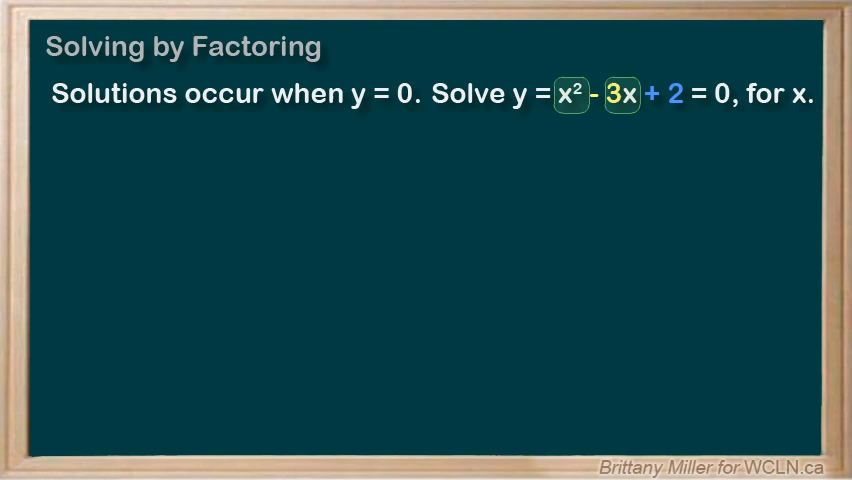 Solving by Factoring
Solutions occur when y = 0. Solve y = x² - 3x + 2 = 0, for x.
Brittany Miller for WCLN.ca